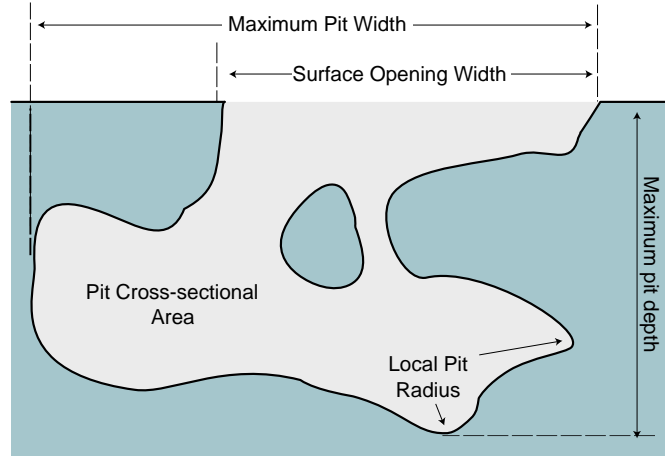 Maximum Pit Width
Surface Opening Width
Maximum pit depth
Pit Cross-sectional
Area
Local Pit
Radius